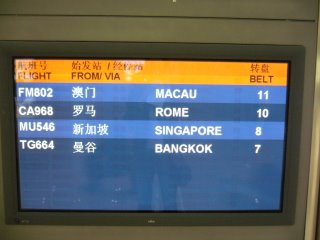 航班号 始发站 / 经停站 转盘
FLIGHT FROM/ VIA BELT
FM802 澳门 MACAU 11
CA968 罗马 ROME 10
MU546 新加坡 SINGAPORE 8
TG664 曼谷 BANGKOK 7